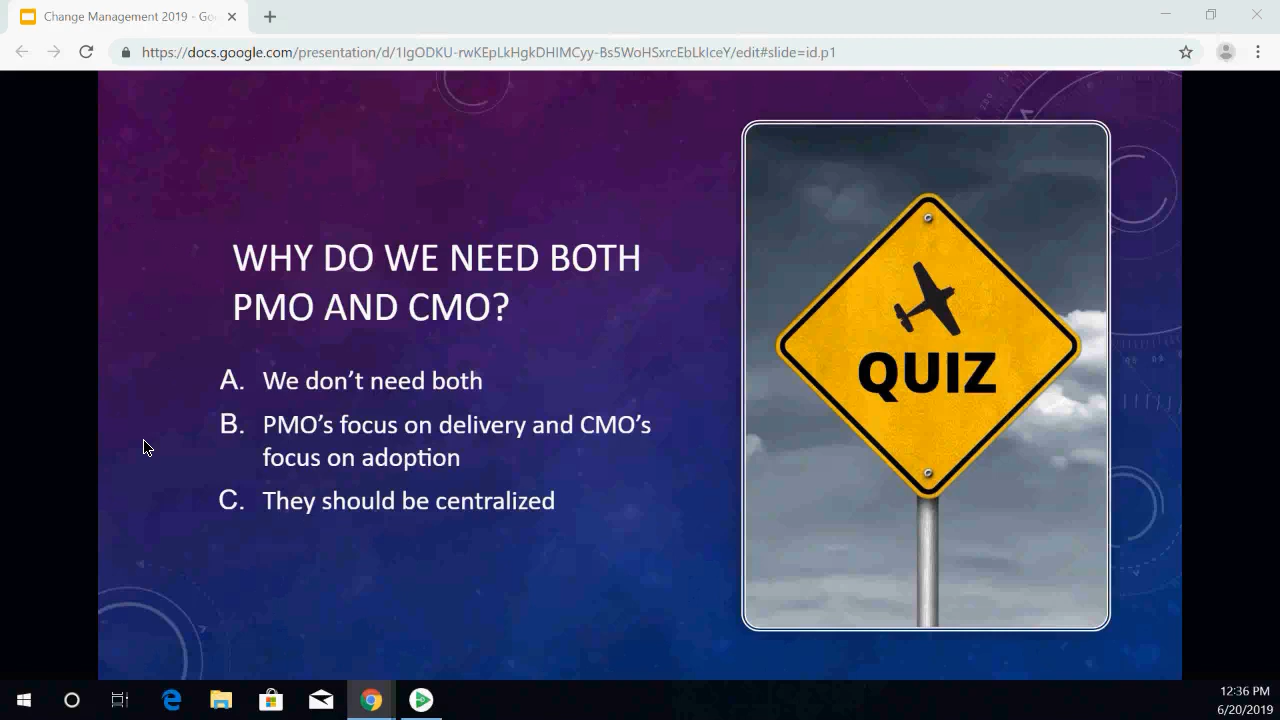 Change Management 2019 - Go
https://docs.google.com/presentation/d/1IgODKU-rwKEpLkHgkDHIMCyy-Bs5WoHSxrcEbLkIceY/edit#slide=id.p1
WHY DO WE NEED BOTH
PMO AND CMO?
A. We don’t need both
B. PMO’s focus on delivery and CMO’s
focus on adoption
C. They should be centralized
QUIZ
12:36 PM
6/20/2019